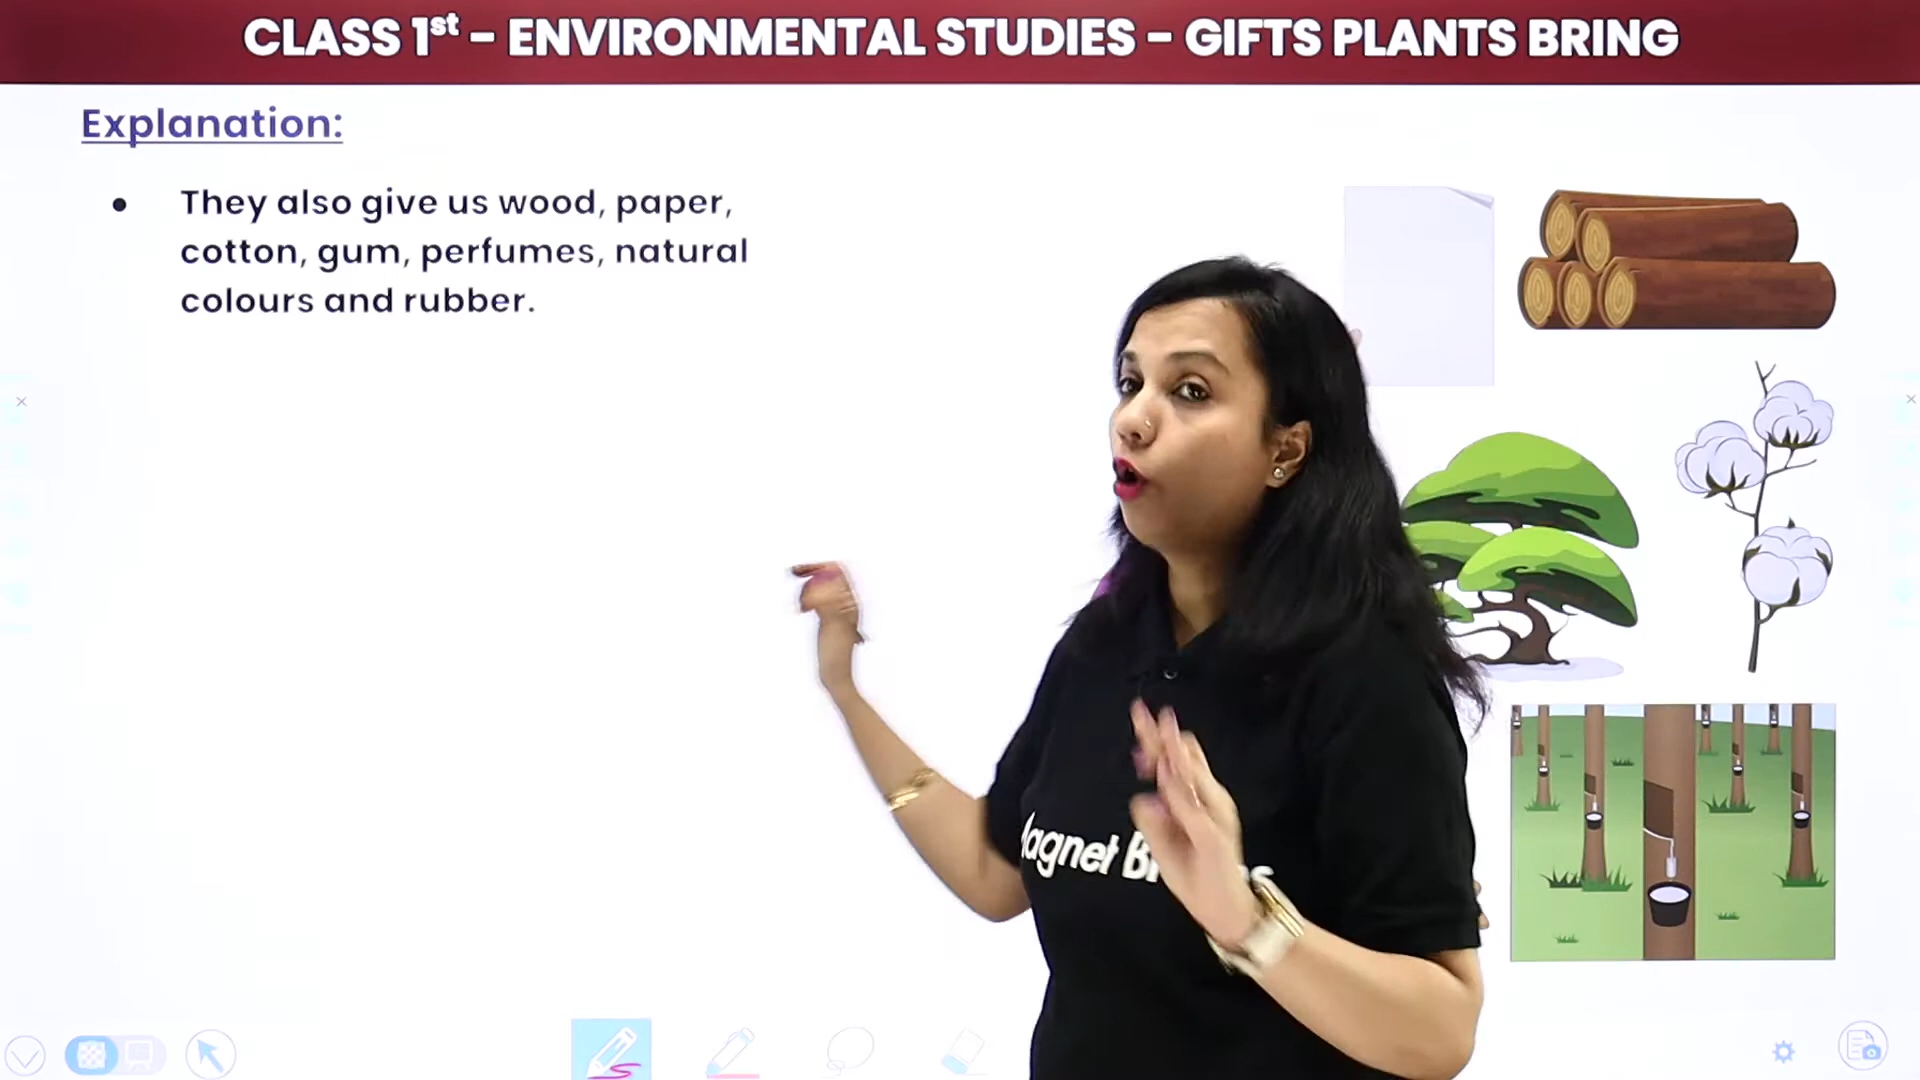 CLASS 1st - ENVIRONMENTAL STUDIES - GIFTS PLANTS BRING
Explanation:
• They also give us wood, paper,
cotton, gum, perfumes, natural
colours and rubber.